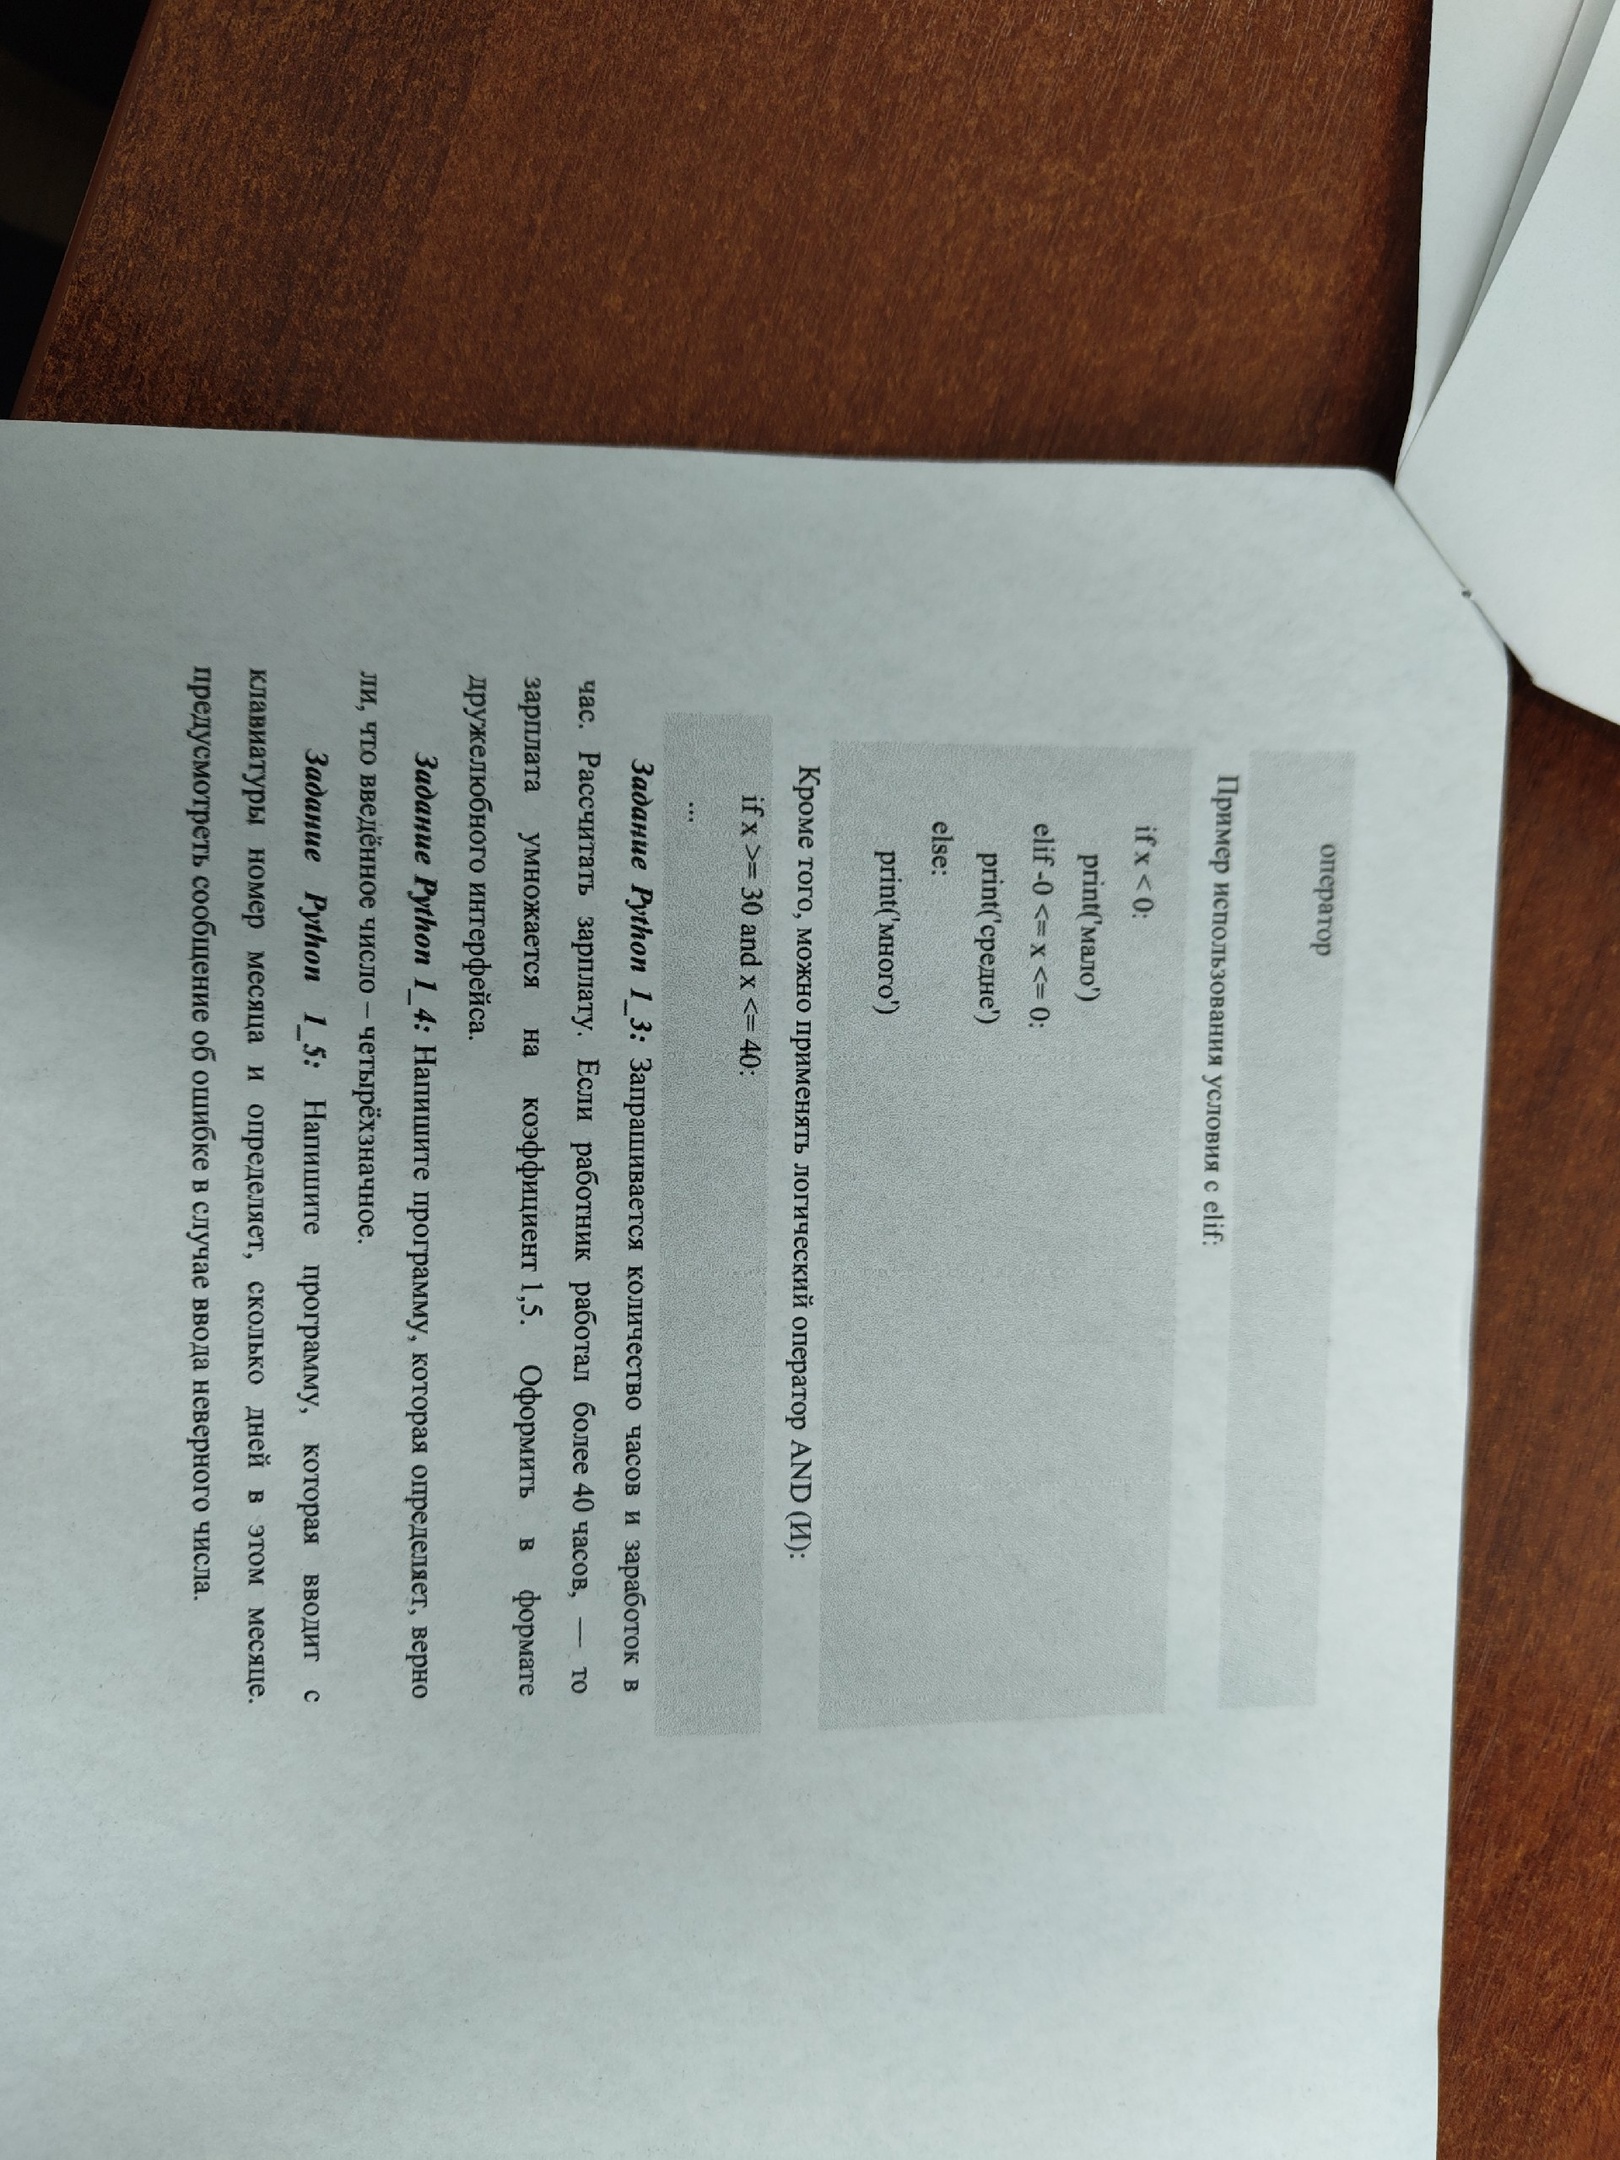 оператор
Пример использования условия с elif:
if x < 0:
print('мало')
elif -0 <= x <= 0:
print('средне')
else:
print('много')
Кроме того, можно применять логический оператор AND (И):
if x >= 30 and x <= 40:
...
Задание Python 1_3: Запрашивается количество часов и заработок в
час. Рассчитать зарплату. Если работник работал более 40 часов, — то
зарплата умножается на коэффициент 1,5. Оформить в формате
дружелюбного интерфейса.
Задание Python 1_4: Напишите программу, которая определяет, верно
ли, что введённое число – четырёхзначное.
Задание Python 1_5: Напишите программу, которая вводит с
клавиатуры номер месяца и определяет, сколько дней в этом месяце.
предусмотреть сообщение об ошибке в случае ввода неверного числа.